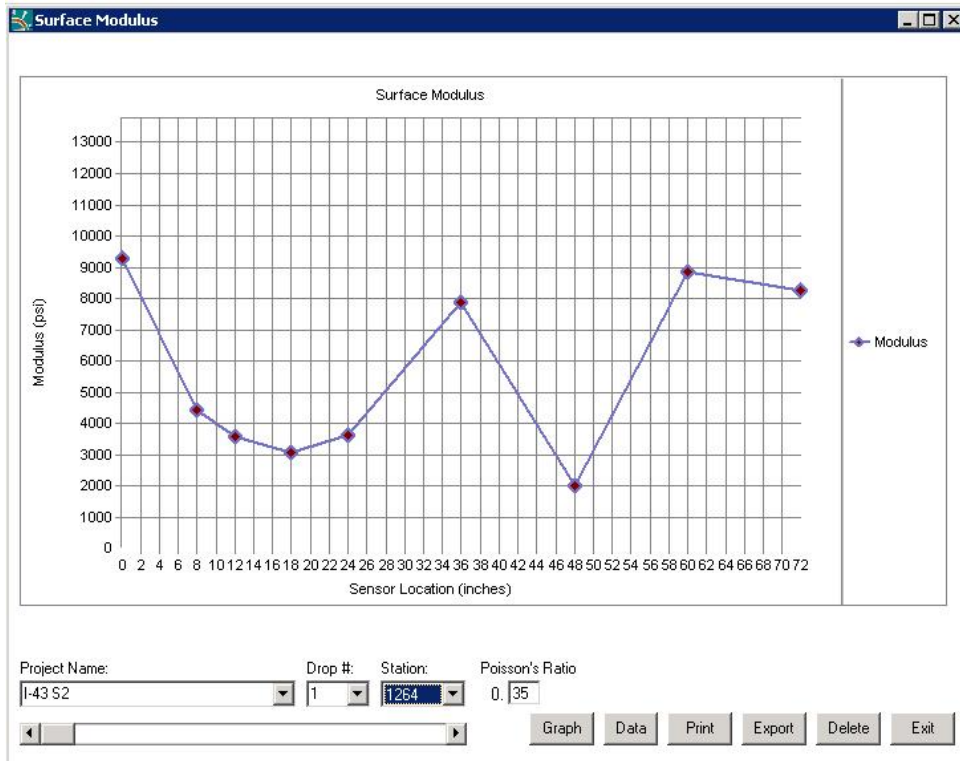 Surface Modulus
Surface Modulus
13000
12000
11000
10000
9000
8000
7000
6000
5000
4000
3000
2000
1000
0
Modulus (psi)
0 2 4 6 8 10 12 14 16 18 20 22 24 26 28 30 32 34 36 38 40 42 44 46 48 50 52 54 56 58 60 62 64 66 68 70 72
Sensor Location (inches)
Modulus
Project Name: Drop #: Station: Poisson's Ratio
I-43 S2 1 1264 0. 35
Graph Data Print Export Delete Exit